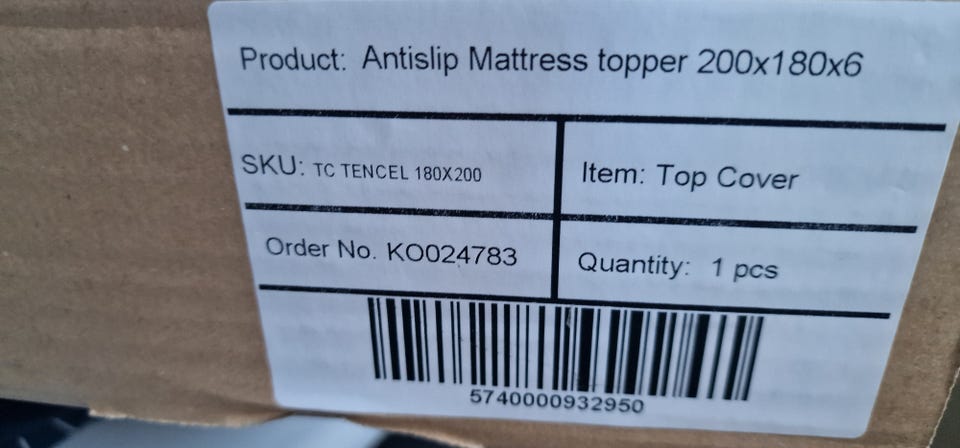 Product: Antislip Mattress topper 200x180x6
SKU: TC TENCEL 180X200
Item: Top Cover
Order No. KO024783
Quantity: 1 pcs
5740000932950